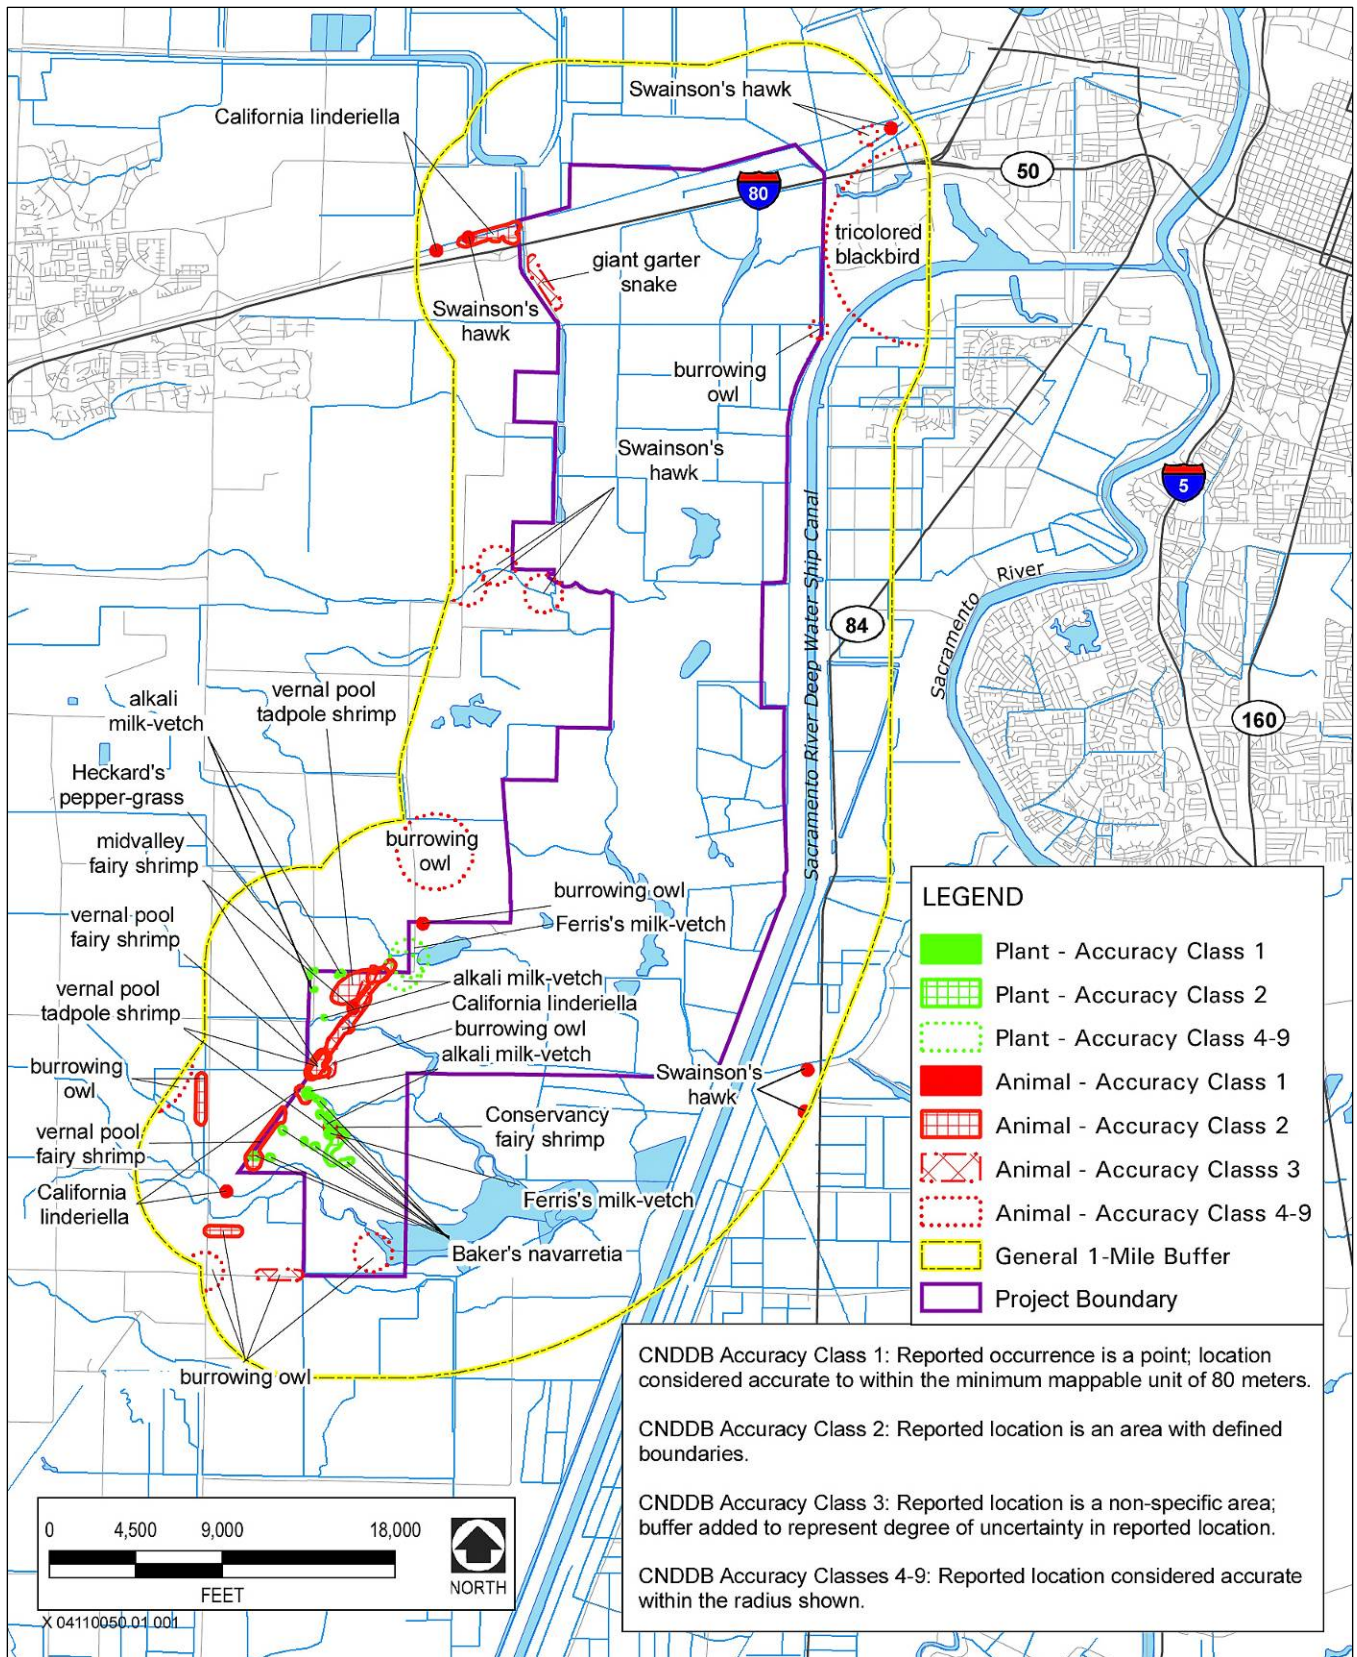 Swainson's hawk
California linderiella
50
80
tricolored
blackbird
giant garter
snake
Swainson's
hawk
burrowing
owl
Swainson's
hawk
5
Sacramento River Deep Water Ship Canal
River
Sacramento
84
160
alkali
milk-vetch
vernal pool
tadpole shrimp
Heckard's
pepper-grass
midvalley
fairy shrimp
burrowing
owl
burrowing owl
Ferris's milk-vetch
vernal pool
fairy shrimp
alkali milk-vetch
California linderiella
vernal pool
tadpole shrimp
burrowing owl
alkali milk-vetch
burrowing
owl
Swainson's
hawk
Conservancy
fairy shrimp
vernal pool
fairy shrimp
California
linderiella
Ferris's milk-vetch
Baker's navarretia
burrowing owl
LEGEND
Plant - Accuracy Class 1
Plant - Accuracy Class 2
Plant - Accuracy Class 4-9
Animal - Accuracy Class 1
Animal - Accuracy Class 2
Animal - Accuracy Classs 3
Animal - Accuracy Class 4-9
General 1-Mile Buffer
Project Boundary
CNDDB Accuracy Class 1: Reported occurrence is a point; location
considered accurate to within the minimum mappable unit of 80 meters.
CNDDB Accuracy Class 2: Reported location is an area with defined
boundaries.
CNDDB Accuracy Class 3: Reported location is a non-specific area;
buffer added to represent degree of uncertainty in reported location.
CNDDB Accuracy Classes 4-9: Reported location considered accurate
within the radius shown.
0 4,500 9,000 18,000
FEET
NORTH
X 04110050.01 001